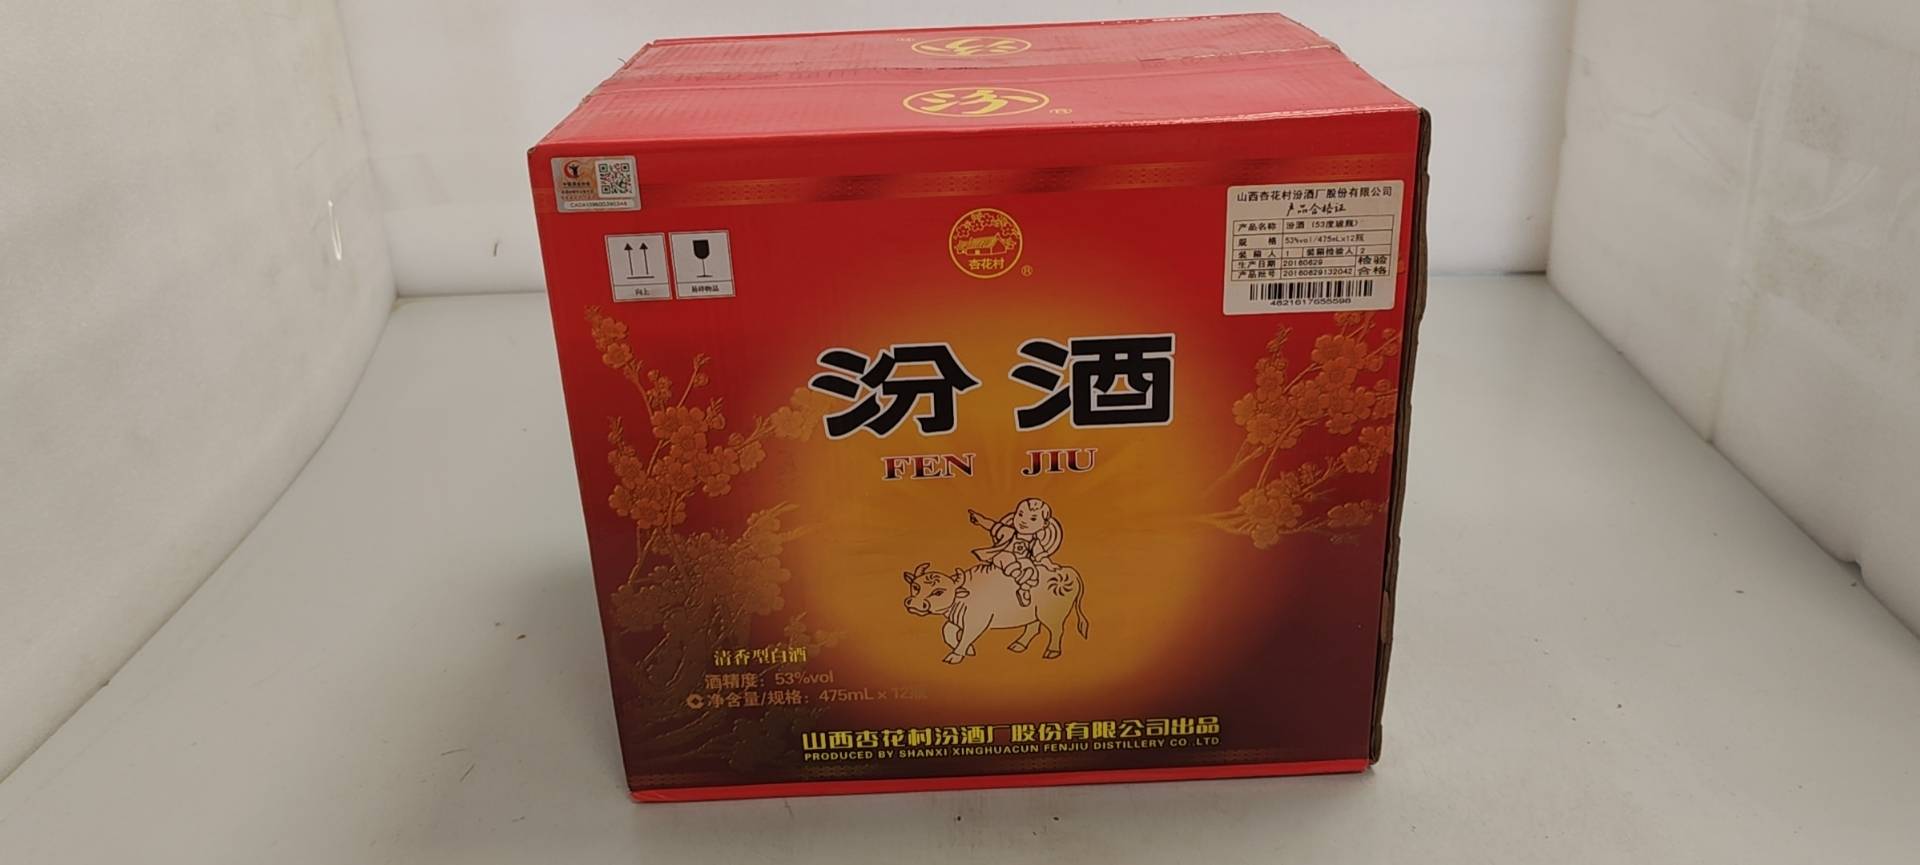 汾
汾
R
CADA139600390346
山西杏花村汾酒厂股份有限公司
产品合格证
产品名称 汾酒（53度玻瓶）
规格 53%vol/475mLx12瓶
装箱人 1 装箱检验人 2
生产日期 20160629 检验
产品批号 20160629132042 合格
4621617656596
向上
易碎物品
杏花村
R
汾酒
FEN JIU
清香型白酒
酒精度：53%vol
净含量/规格：475mL x 12瓶
山西杏花村汾酒厂股份有限公司出品
PRODUCED BY SHANXI XINGHUACUN FENJIU DISTILLERY CO.,LTD